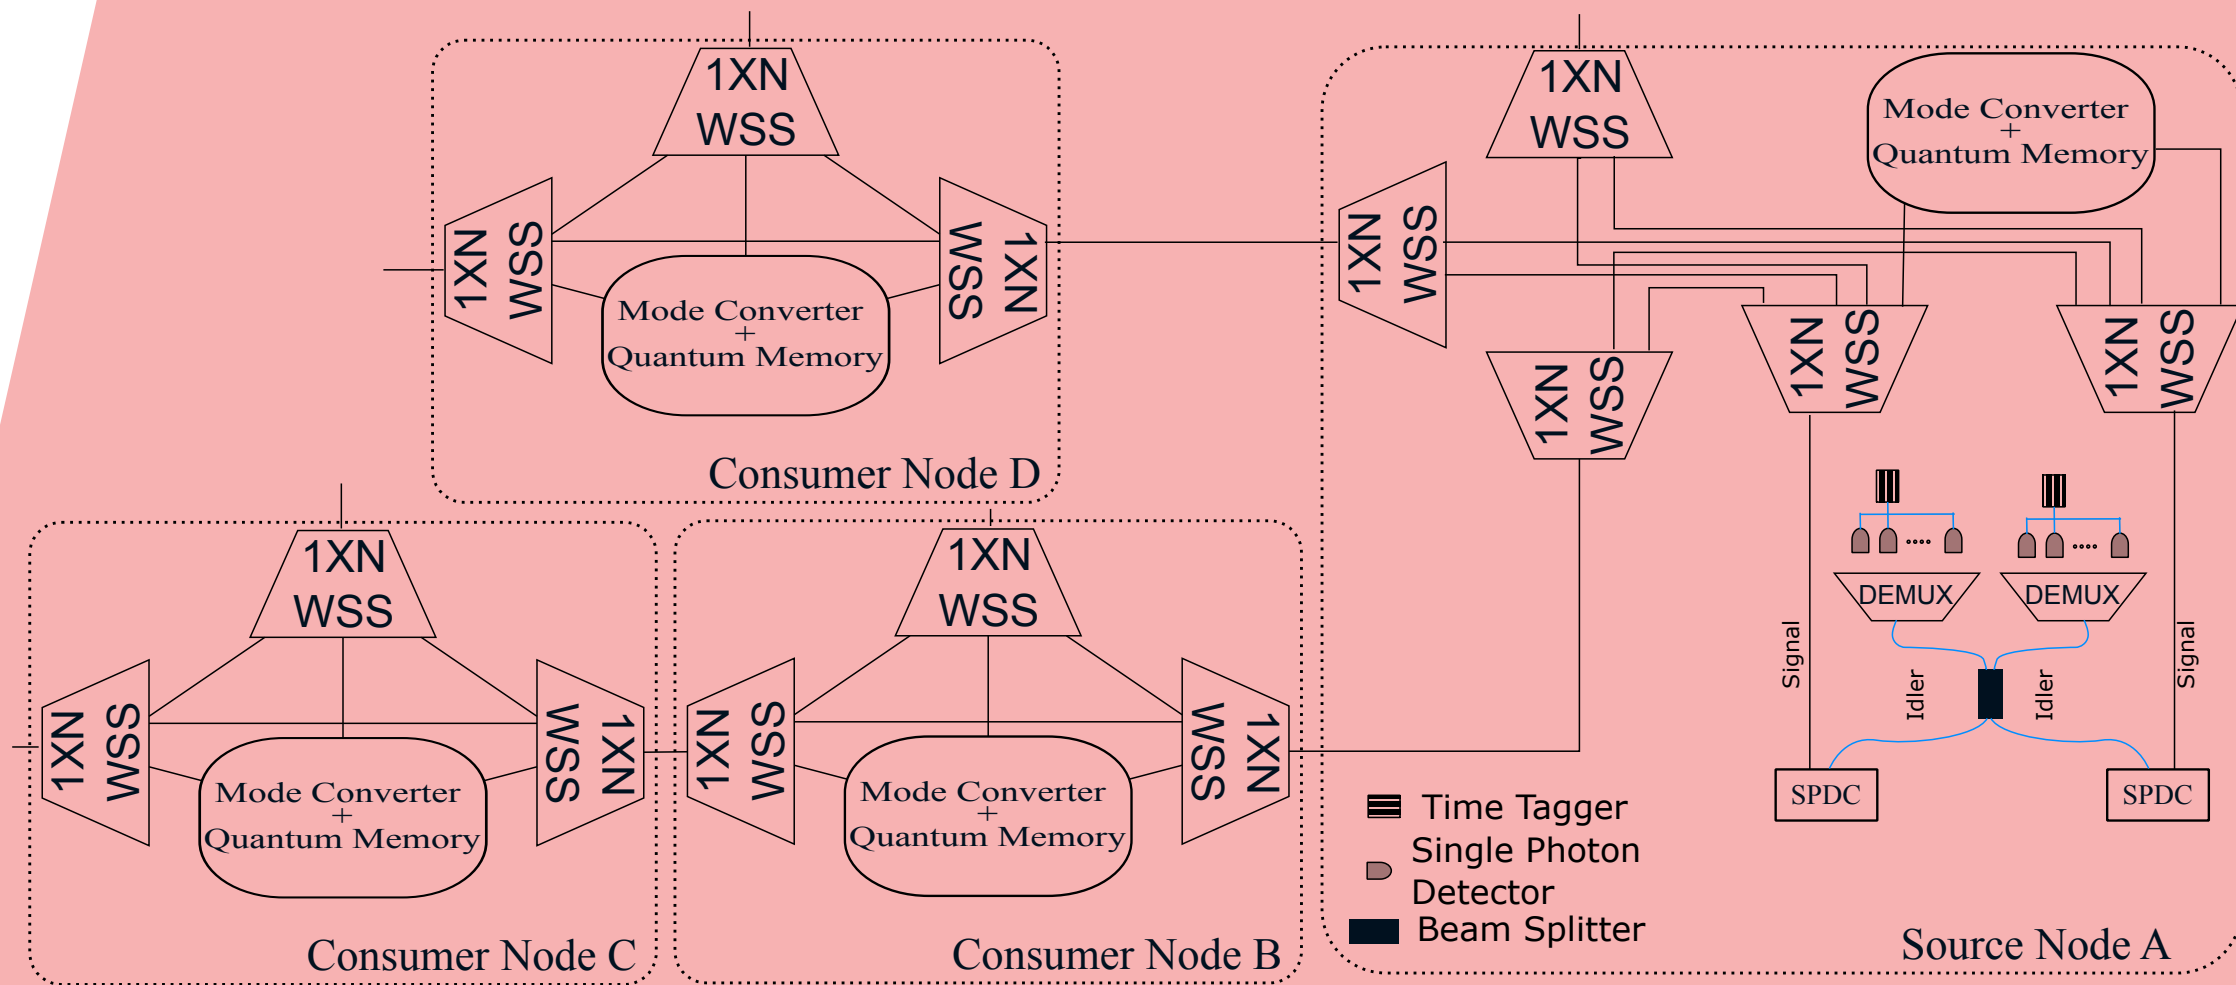 1XN
WSS
1XN
WSS
1XN
WSS
Mode Converter
+
Quantum Memory
Consumer Node D
1XN
WSS
1XN
WSS
1XN
WSS
Mode Converter
+
Quantum Memory
1XN
WSS
1XN
WSS
Signal
DEMUX
DEMUX
Idler
Idler
Signal
SPDC
SPDC
Time Tagger
Single Photon
Detector
Beam Splitter
Source Node A
1XN
WSS
1XN
WSS
1XN
WSS
Mode Converter
+
Quantum Memory
Consumer Node C
1XN
WSS
1XN
WSS
1XN
WSS
Mode Converter
+
Quantum Memory
Consumer Node B